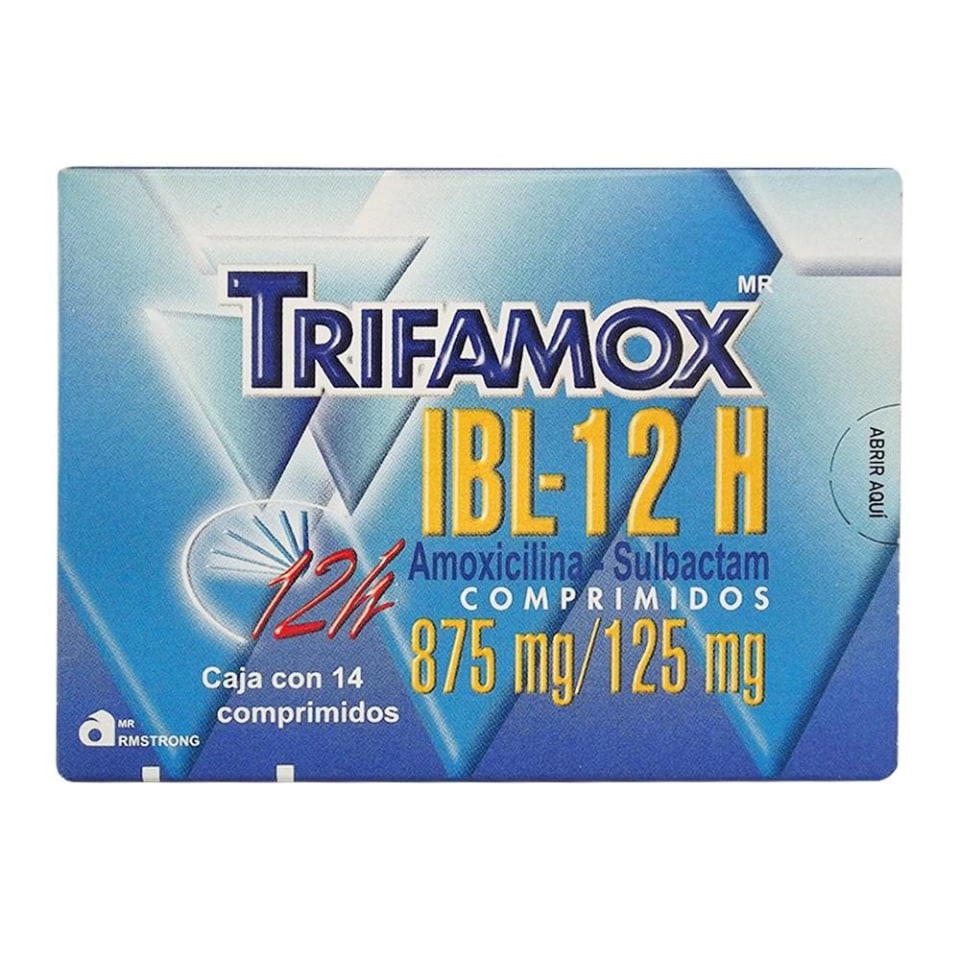 TRIFAMOX MR
IBL-12 H
Amoxicilina - Sulbactam
COMPRIMIDOS
875 mg/125 mg
12h
Caja con 14
comprimidos
MR
ARMSTRONG
ABRIR AQUÍ